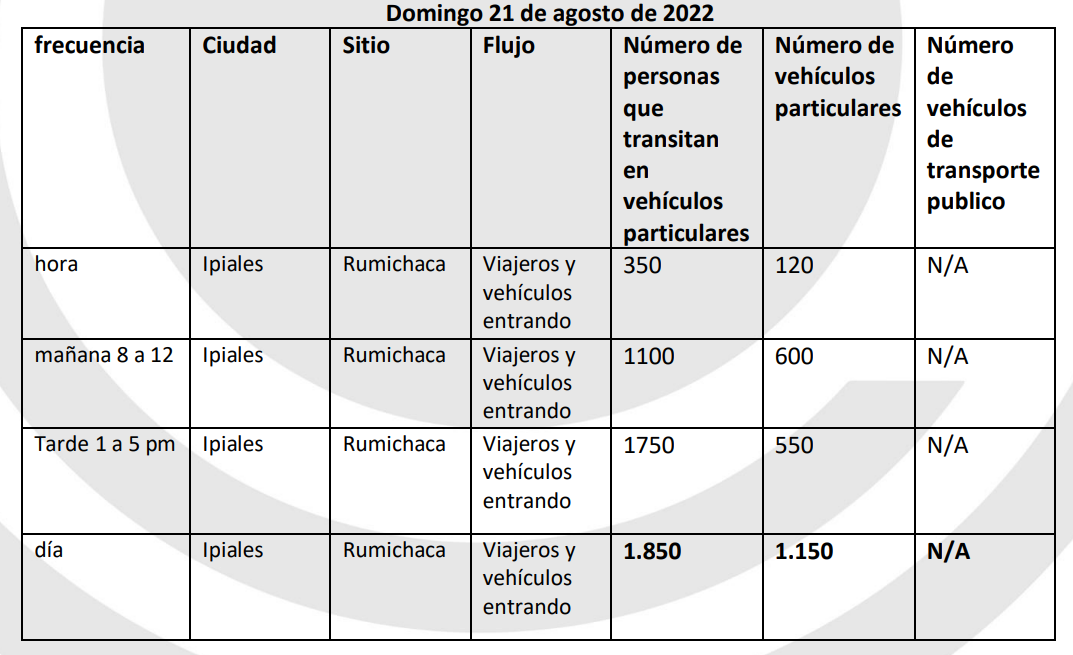 Domingo 21 de agosto de 2022
frecuencia Ciudad Sitio Flujo Número de personas que transitan en vehículos particulares Número de vehículos particulares Número de vehículos de transporte publico
hora Ipiales Rumichaca Viajeros y vehículos entrando 350 120 N/A
mañana 8 a 12 Ipiales Rumichaca Viajeros y vehículos entrando 1100 600 N/A
Tarde 1 a 5 pm Ipiales Rumichaca Viajeros y vehículos entrando 1750 550 N/A
día Ipiales Rumichaca Viajeros y vehículos entrando 1.850 1.150 N/A